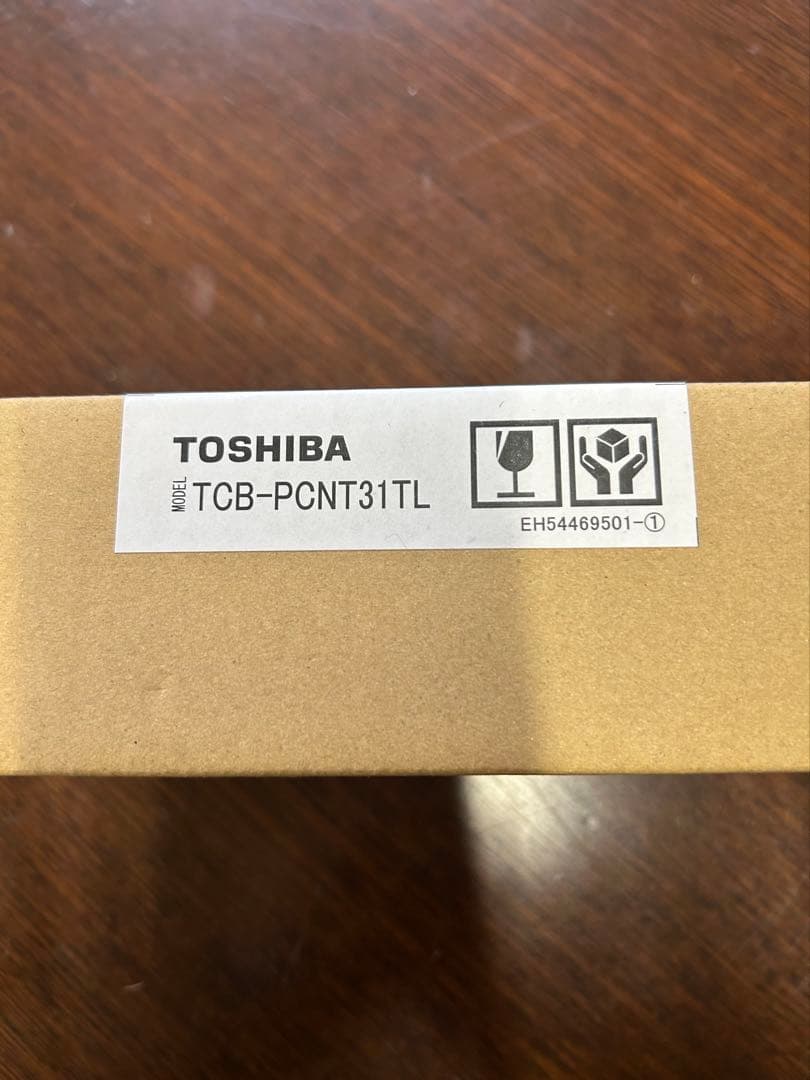 TOSHIBA
MODEL TCB-PCNT31TL
EH54469501-①